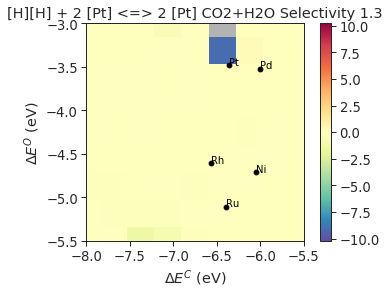 [H][H] + 2 [Pt] <=> 2 [Pt] CO2+H2O Selectivity 1.3
−3.0
−3.5
−4.0
−4.5
−5.0
−5.5
ΔE^O (eV)
Pt
Pd
Rh
Ni
Ru
−8.0 −7.5 −7.0 −6.5 −6.0 −5.5
ΔE^C (eV)
10.0
7.5
5.0
2.5
0.0
−2.5
−5.0
−7.5
−10.0